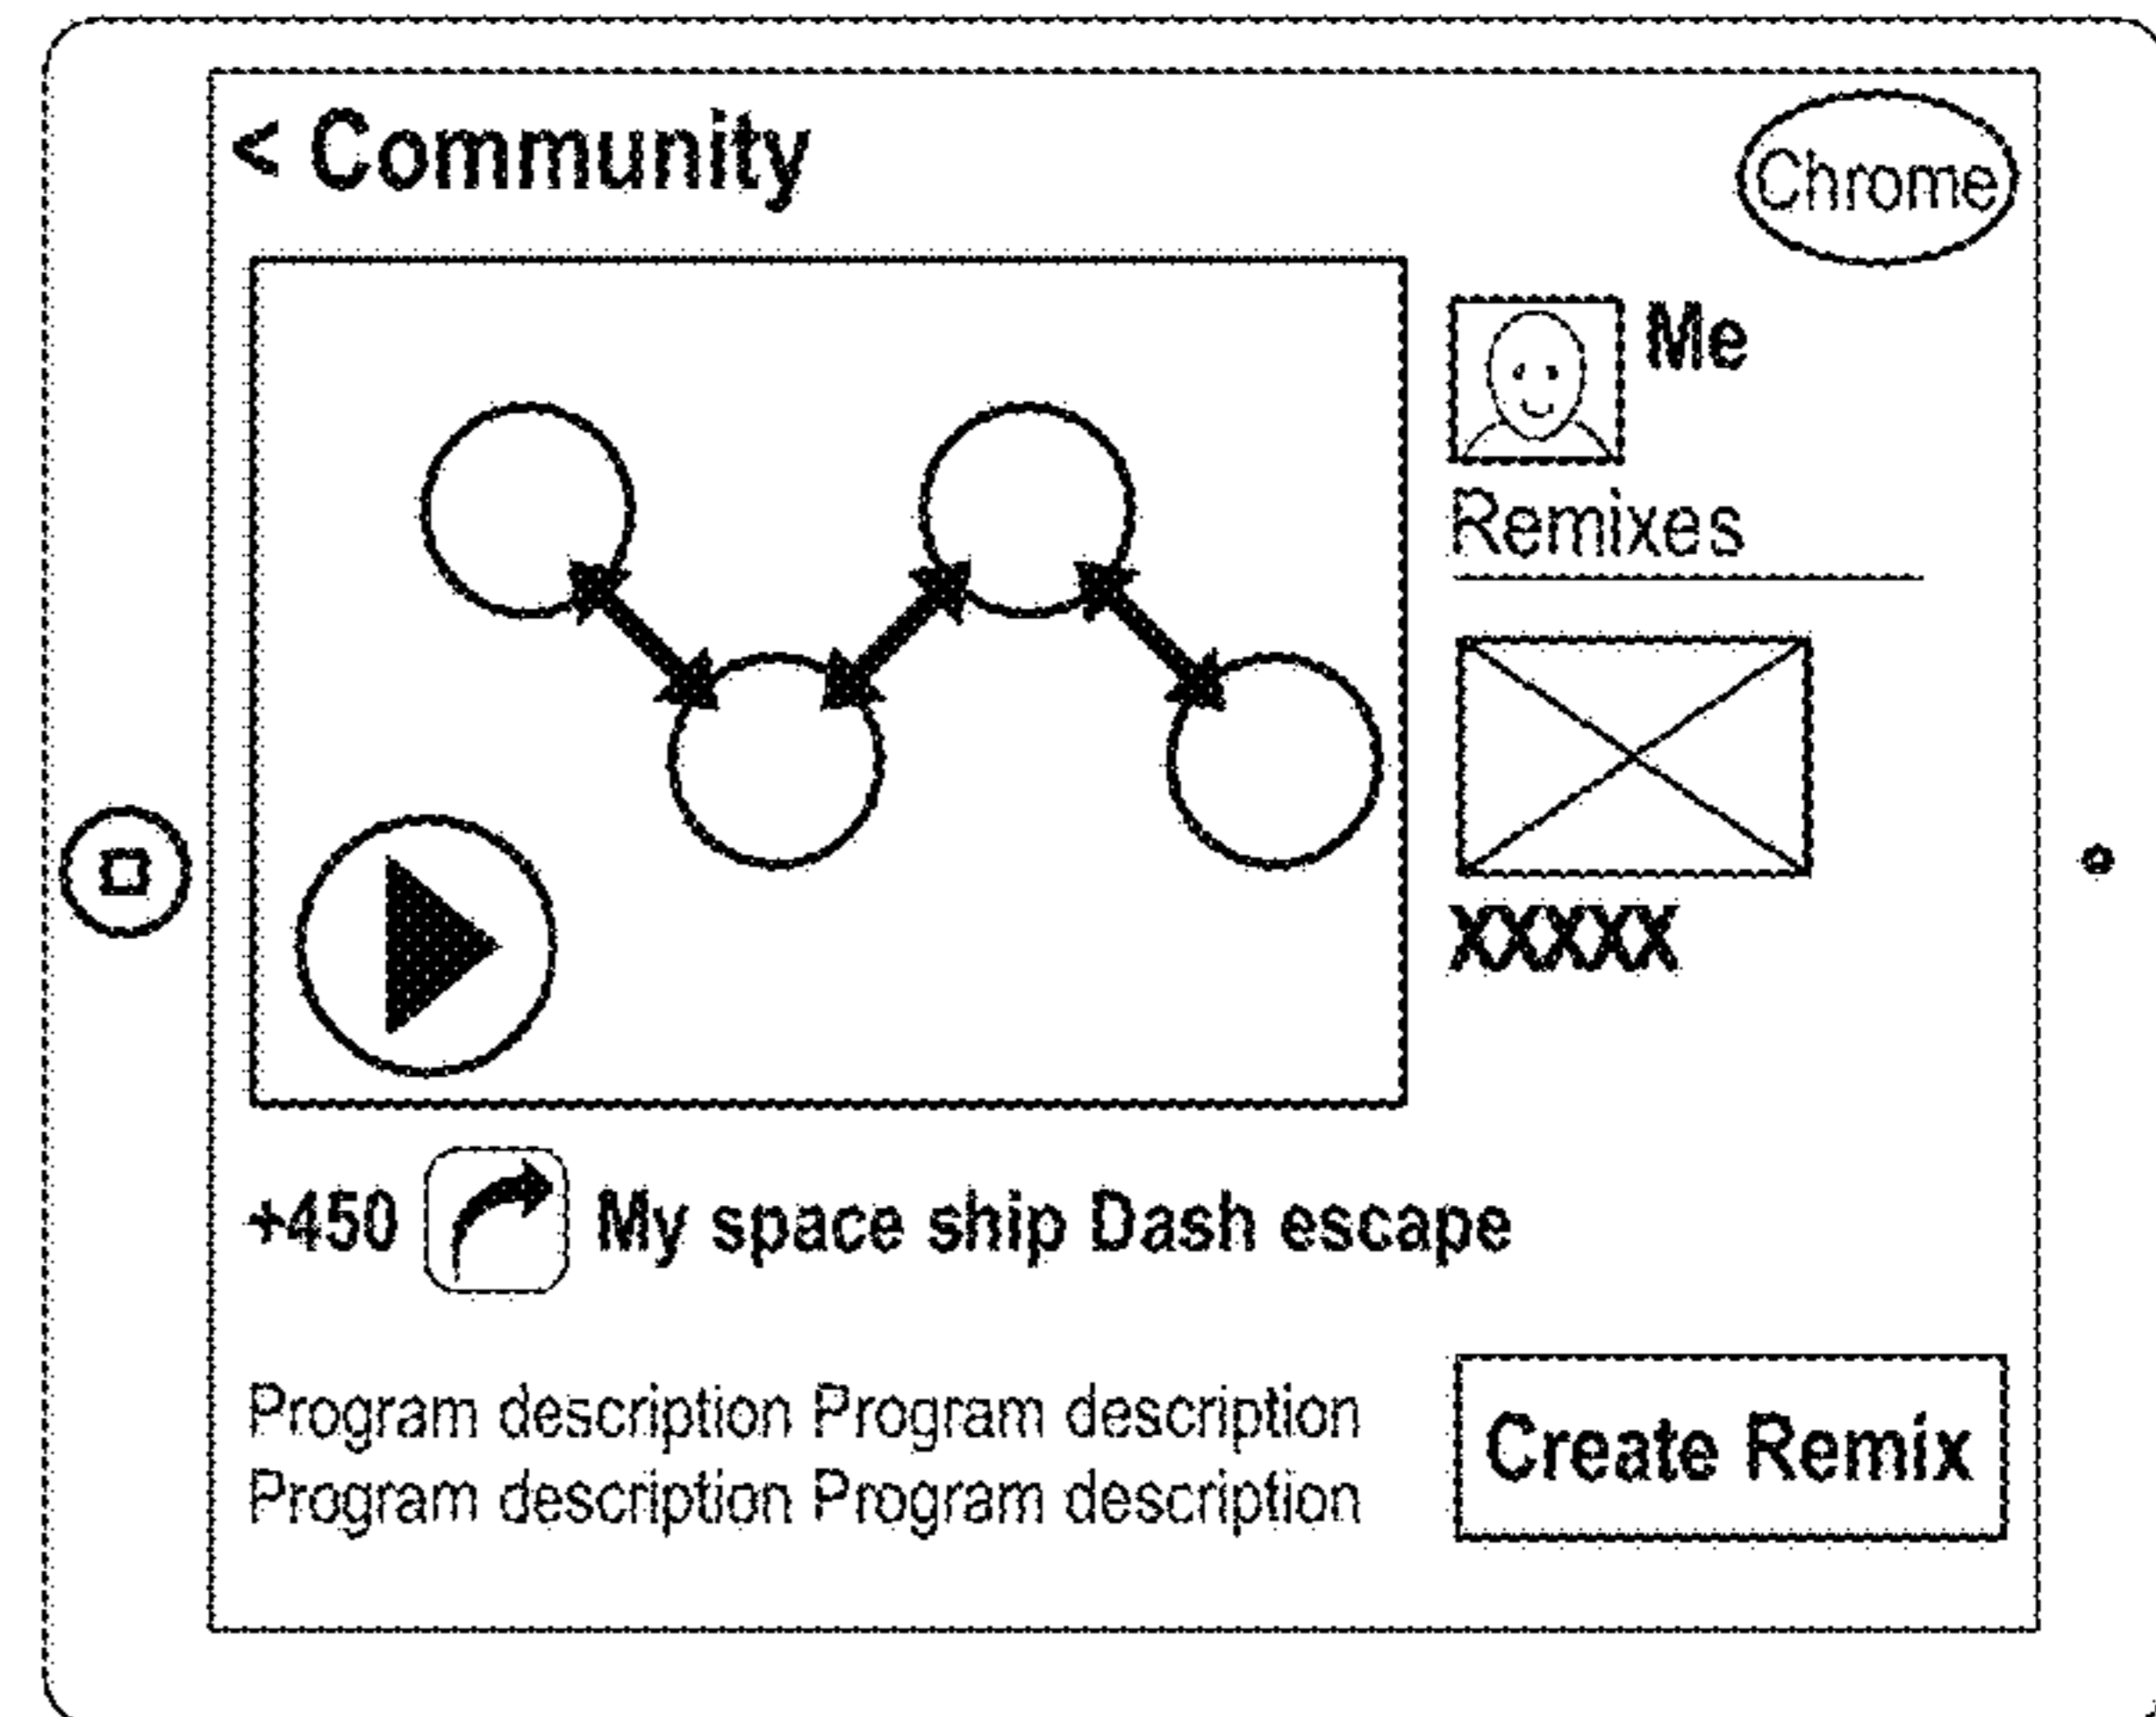 < Community
Chrome
Me
Remixes
XXXXX
+450 My space ship Dash escape
Program description Program description
Program description Program description
Create Remix